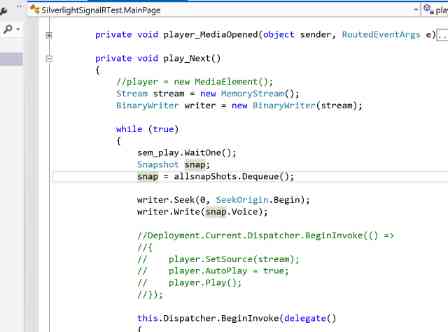 SilverlightSignalRTest.MainPage
private void player_MediaOpened(object sender, RoutedEventArgs e)
private void play_Next()
{
//player = new MediaElement();
Stream stream = new MemoryStream();
BinaryWriter writer = new BinaryWriter(stream);
while (true)
{
sem_play.WaitOne();
Snapshot snap;
snap = allsnapShots.Dequeue();
writer.Seek(0, SeekOrigin.Begin);
writer.Write(snap.Voice);
//Deployment.Current.Dispatcher.BeginInvoke(() =>
//{
//    player.SetSource(stream);
//    player.AutoPlay = true;
//    player.Play();
//});
this.Dispatcher.BeginInvoke(delegate()
{